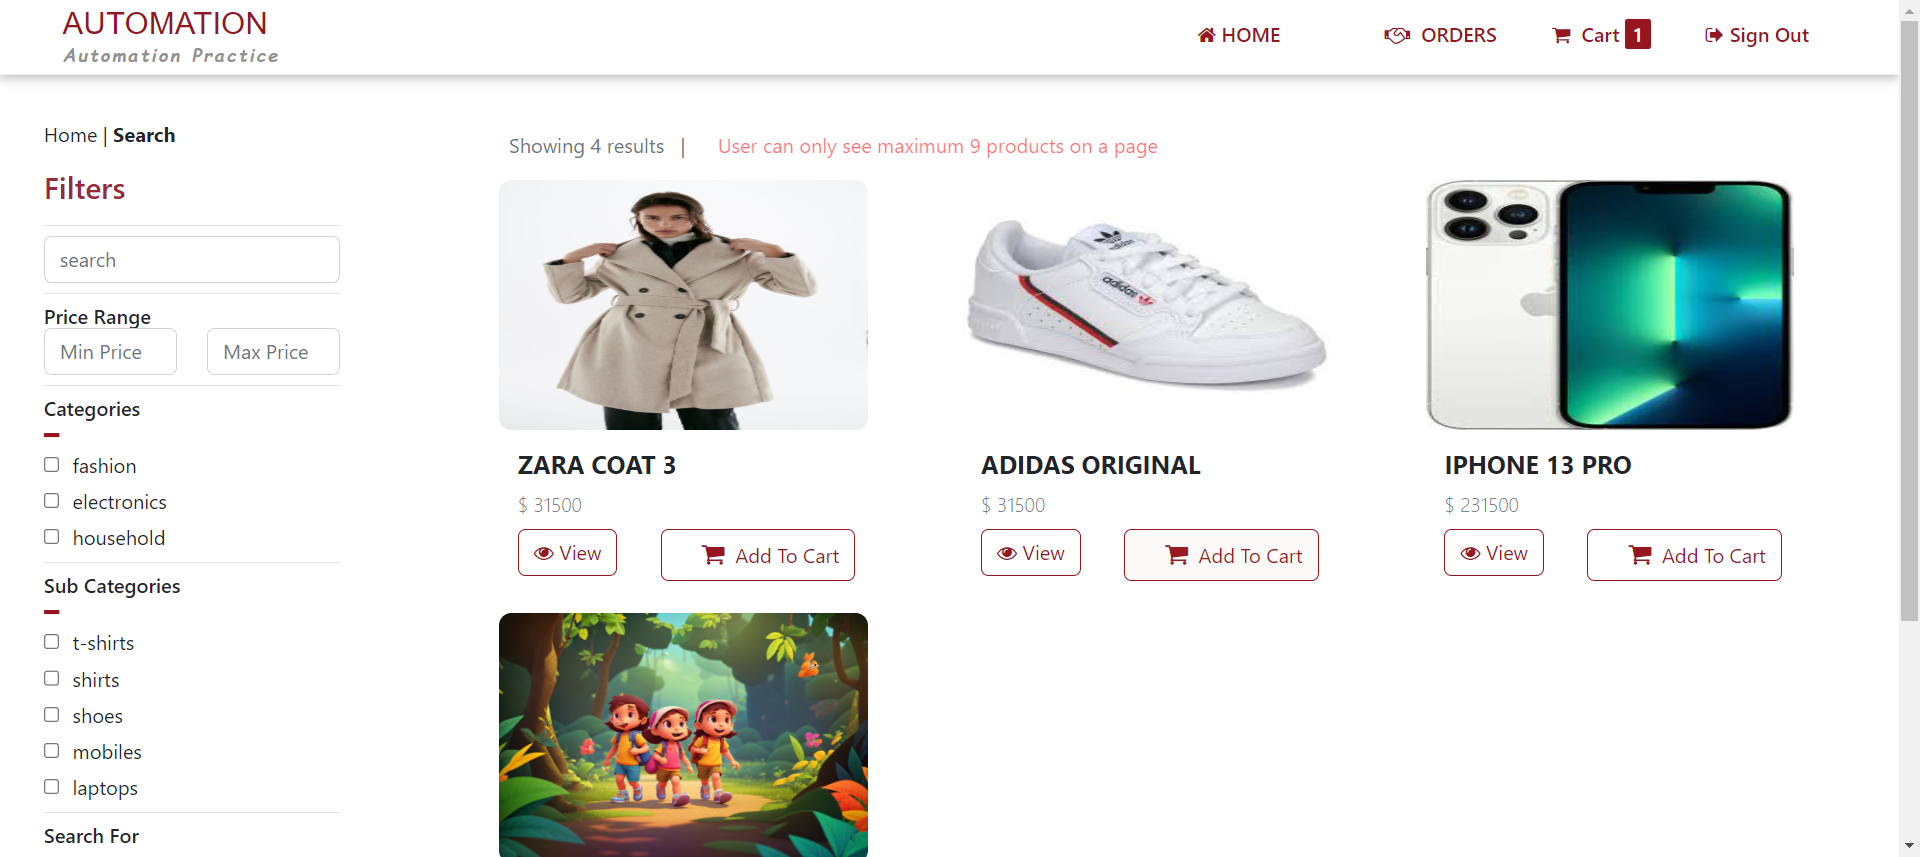 AUTOMATION
Automation Practice
HOME
ORDERS
Cart 1
Sign Out
Home | Search
Filters
search
Price Range
Min Price
Max Price
Categories
fashion
electronics
household
Sub Categories
t-shirts
shirts
shoes
mobiles
laptops
Search For
Showing 4 results |
User can only see maximum 9 products on a page
adidas
adidas
ZARA COAT 3
$ 31500
View
Add To Cart
ADIDAS ORIGINAL
$ 31500
View
Add To Cart
IPHONE 13 PRO
$ 231500
View
Add To Cart